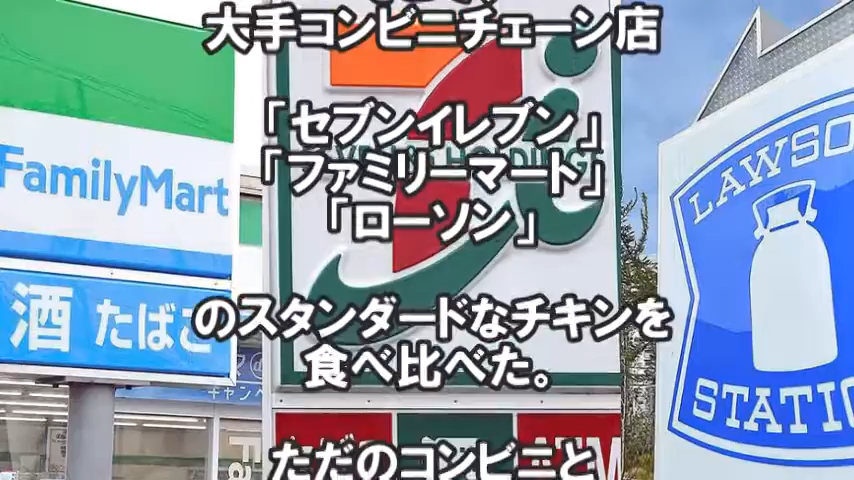 大手コンビニチェーン店
「セブンイレブン」
「ファミリーマート」
「ローソン」
のスタンダードなチキンを
食べ比べた。
ただのコンビニと
FamilyMart
酒 たばこ
HOLDINGS
LAWSON
STATIO